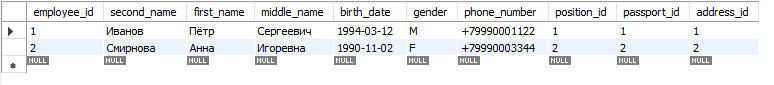 employee_id second_name first_name middle_name birth_date gender phone_number position_id passport_id address_id
1 Иванов Пётр Сергеевич 1994-03-12 M +79990001122 1 1 1
2 Смирнова Анна Игоревна 1990-11-02 F +79990003344 2 2 2
NULL NULL NULL NULL NULL NULL NULL NULL NULL NULL